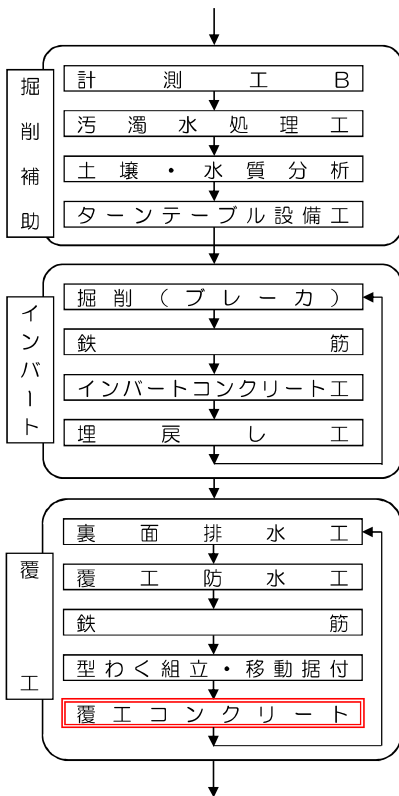 掘削補助
計測工B
汚濁水処理工
土壌・水質分析
ターンテーブル設備工
インバート
掘削(ブレーカ)
鉄筋
インバートコンクリート工
埋戻し工
覆工
裏面排水工
覆工防水工
鉄筋
型わく組立・移動据付
覆工コンクリート